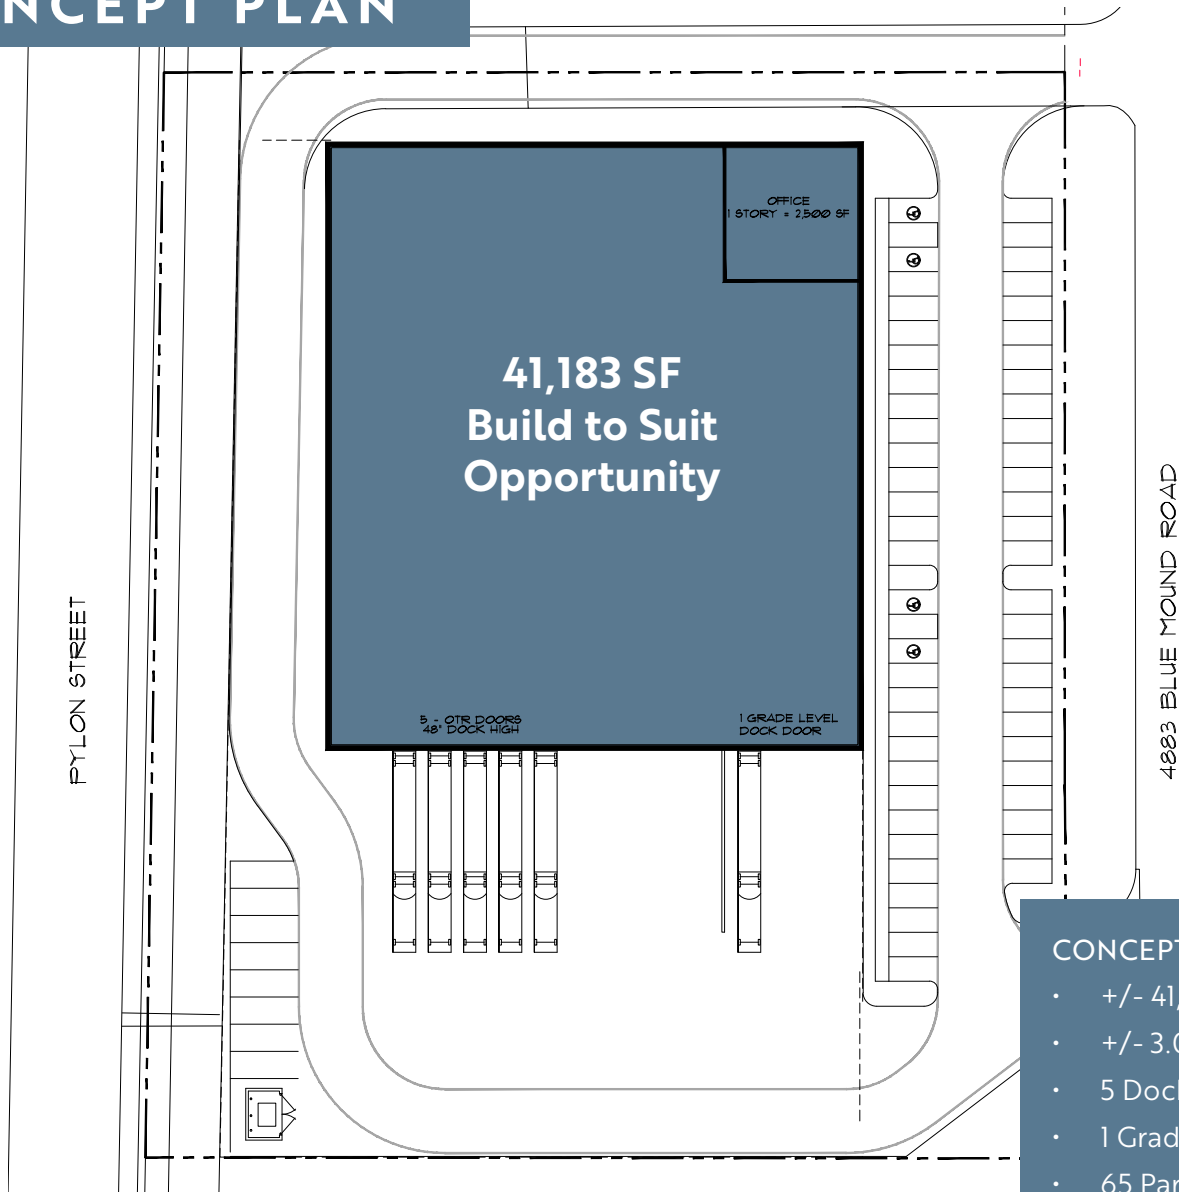 NCEPT PLAN
OFFICE
1 STORY = 2,500 SF
41,183 SF
Build to Suit
Opportunity
PYLON STREET
4883 BLUE MOUND ROAD
5 - OTR DOORS
48" DOCK HIGH
1 GRADE LEVEL
DOCK DOOR
CONCEPT
• +/- 41,
• +/- 3.0
• 5 Dock
• 1 Grad
• 65 Par